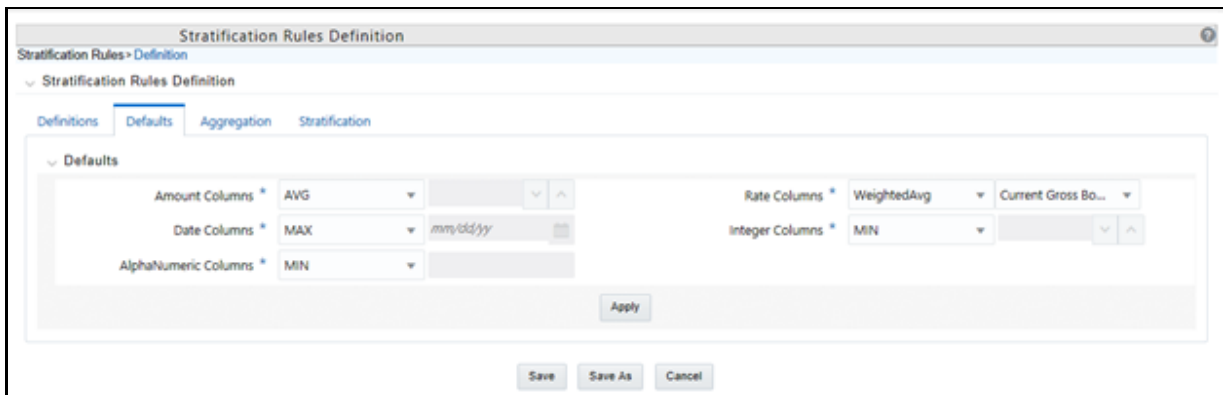 Stratification Rules Definition
Stratification Rules > Definition
Stratification Rules Definition
Definitions Defaults Aggregation Stratification
Defaults
Amount Columns * AVG Rate Columns * WeightedAvg Current Gross Bo...
Date Columns * MAX mm/dd/yy Integer Columns * MIN
AlphaNumeric Columns * MIN
Apply
Save Save As Cancel